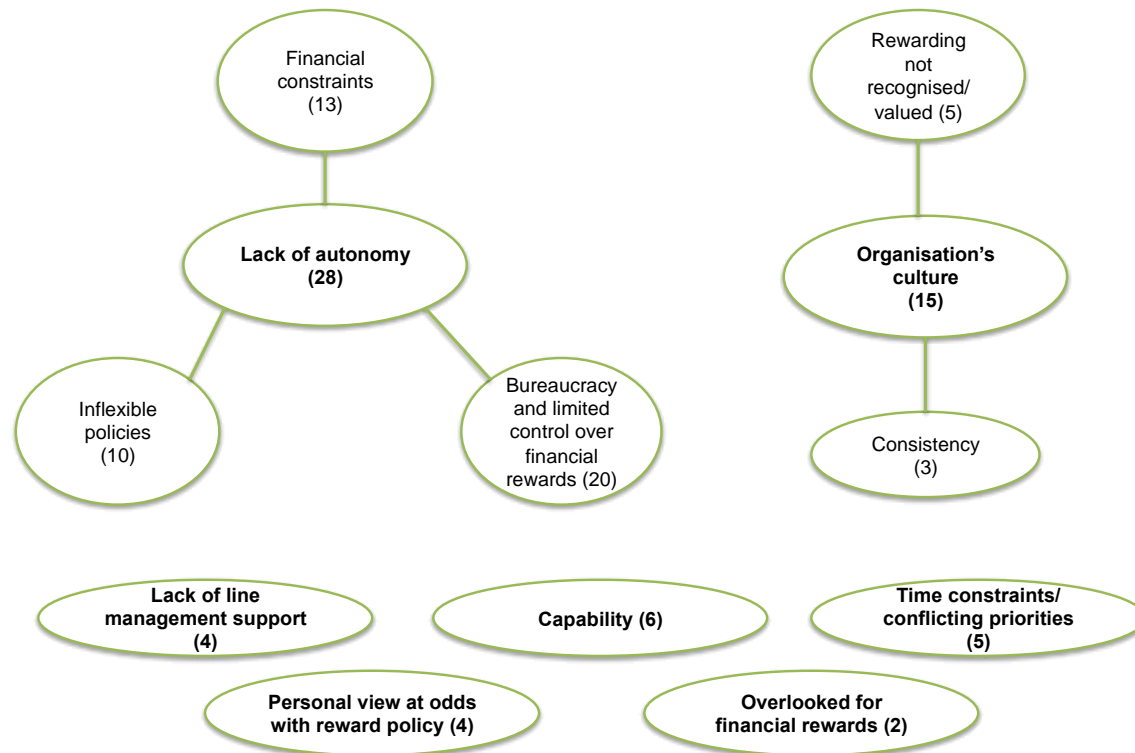 Financial
constraints
(13)
Rewarding
not
recognised/
valued (5)
Lack of autonomy
(28)
Organisation’s
culture
(15)
Inflexible
policies
(10)
Bureaucracy
and limited
control over
financial
rewards (20)
Consistency
(3)
Lack of line
management support
(4)
Capability (6)
Time constraints/
conflicting priorities
(5)
Personal view at odds
with reward policy (4)
Overlooked for
financial rewards (2)